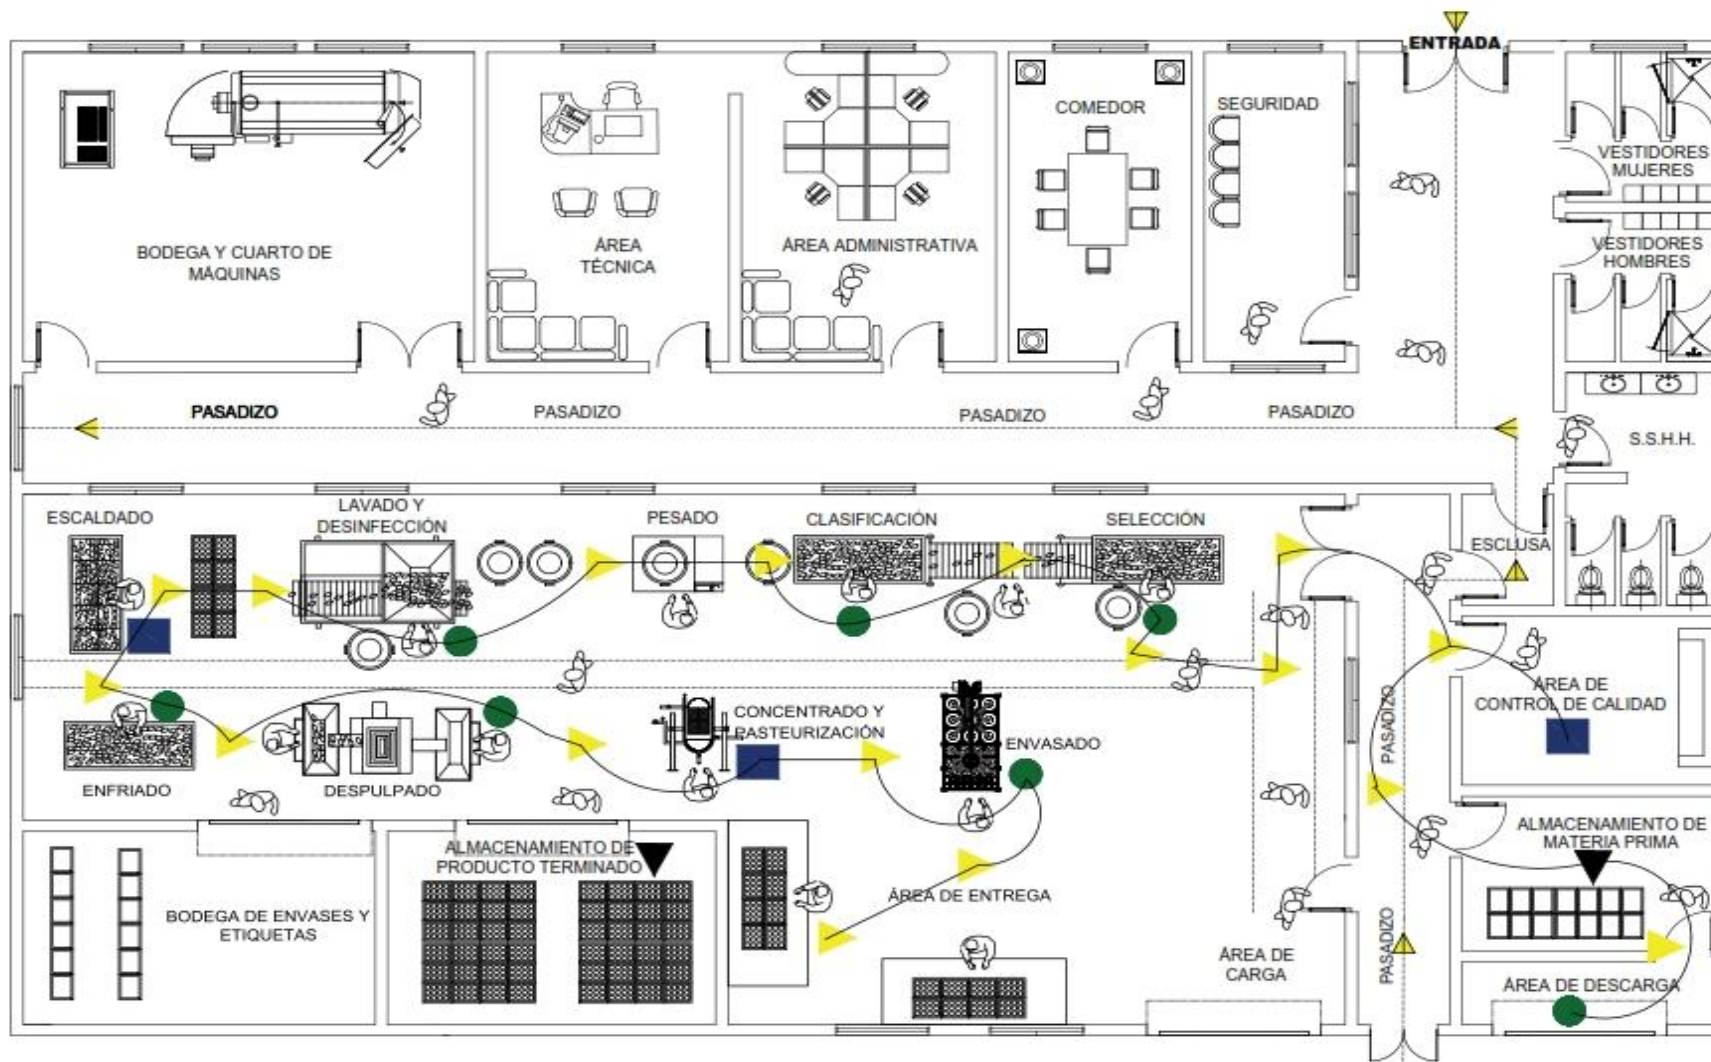 ENTRADA
COMEDOR
SEGURIDAD
VESTIDORES
MUJERES
BODEGA Y CUARTO DE
MÁQUINAS
ÁREA
TÉCNICA
ÁREA ADMINISTRATIVA
VESTIDORES
HOMBRES
PASADIZO
PASADIZO
PASADIZO
PASADIZO
S.S.H.H.
ESCALDADO
LAVADO Y
DESINFECCIÓN
PESADO
CLASIFICACIÓN
SELECCIÓN
ESCLUSA
ÁREA DE
CONTROL DE CALIDAD
PASADIZO
CONCENTRADO Y
PASTEURIZACIÓN
ENVASADO
ENFRIADO
DESPULPADO
ALMACENAMIENTO DE
MATERIA PRIMA
ALMACENAMIENTO DE
PRODUCTO TERMINADO
ÁREA DE ENTREGA
BODEGA DE ENVASES Y
ETIQUETAS
PASADIZO
ÁREA DE
CARGA
ÁREA DE DESCARGA